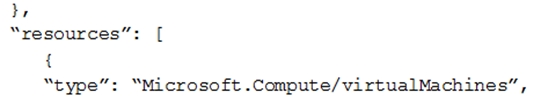 },
“resources”: [
{
“type”: “Microsoft.Compute/virtualMachines”,